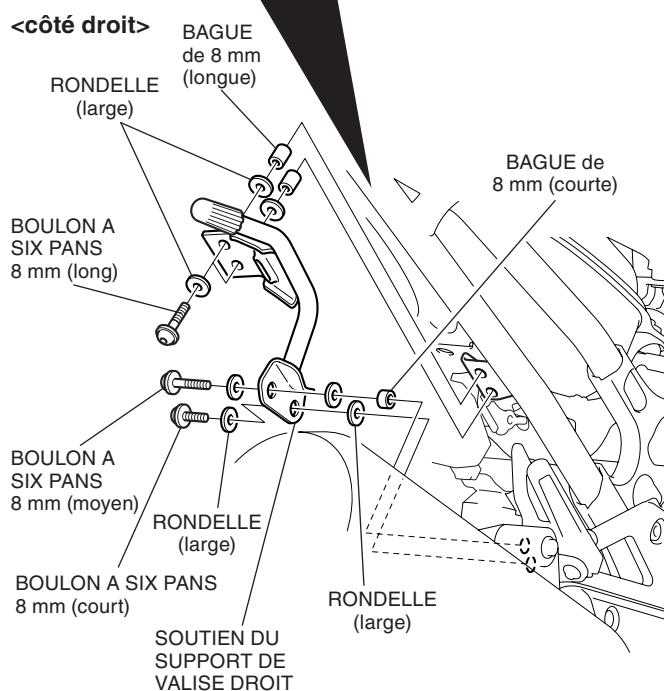 <côté droit>
BAGUE
de 8 mm
(longue)
RONDELLE
(large)
BAGUE de
8 mm (courte)
BOULON A
SIX PANS
8 mm (long)
BOULON A
SIX PANS
8 mm (moyen)
RONDELLE
(large)
BOULON A SIX PANS
8 mm (court)
RONDELLE
(large)
SOUTIEN DU
SUPPORT DE
VALISE DROIT